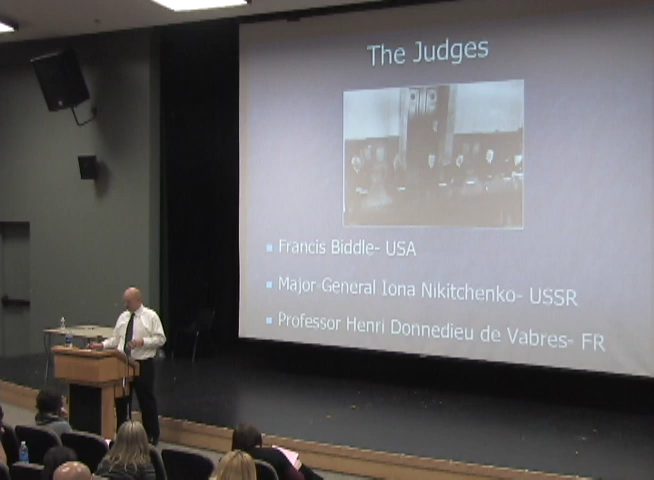 The Judges
Francis Biddle- USA
Major General Iona Nikitchenko- USSR
Professor Henri Donnedieu de Vabres- FR